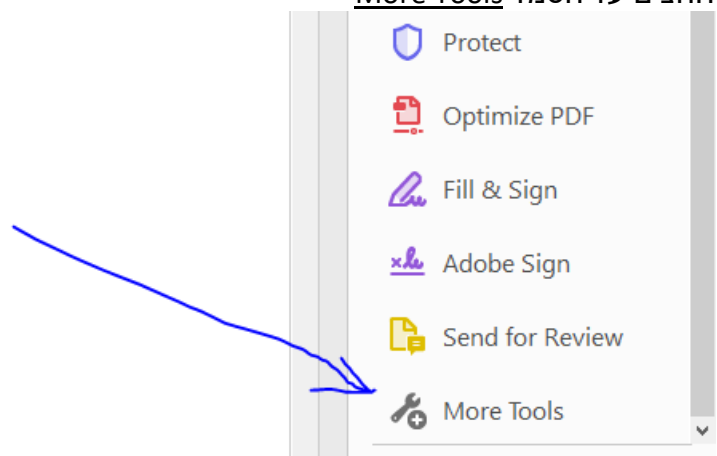 More Tools
Protect
Optimize PDF
Fill & Sign
Adobe Sign
Send for Review
More Tools